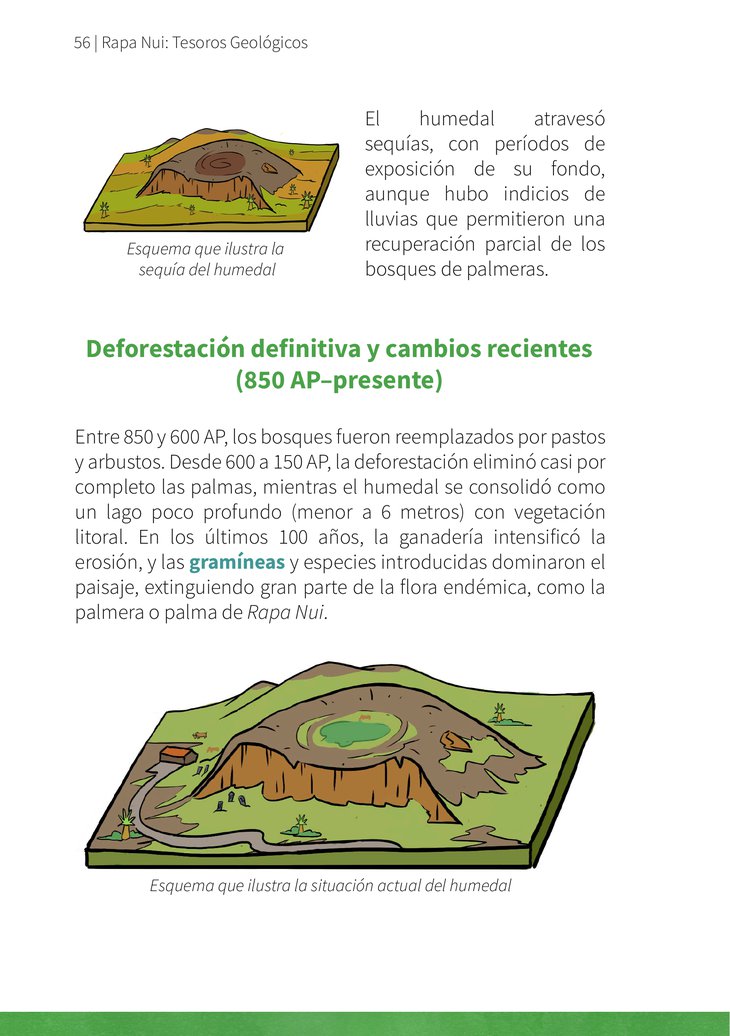 56 | Rapa Nui: Tesoros Geológicos
El humedal atravesó
sequías, con períodos de
exposición de su fondo,
aunque hubo indicios de
lluvias que permitieron una
recuperación parcial de los
bosques de palmeras.
Esquema que ilustra la
sequía del humedal
Deforestación definitiva y cambios recientes
(850 AP–presente)
Entre 850 y 600 AP, los bosques fueron reemplazados por pastos
y arbustos. Desde 600 a 150 AP, la deforestación eliminó casi por
completo las palmas, mientras el humedal se consolidó como
un lago poco profundo (menor a 6 metros) con vegetación
litoral. En los últimos 100 años, la ganadería intensificó la
erosión, y las gramíneas y especies introducidas dominaron el
paisaje, extinguiendo gran parte de la flora endémica, como la
palmera o palma de Rapa Nui.
Esquema que ilustra la situación actual del humedal